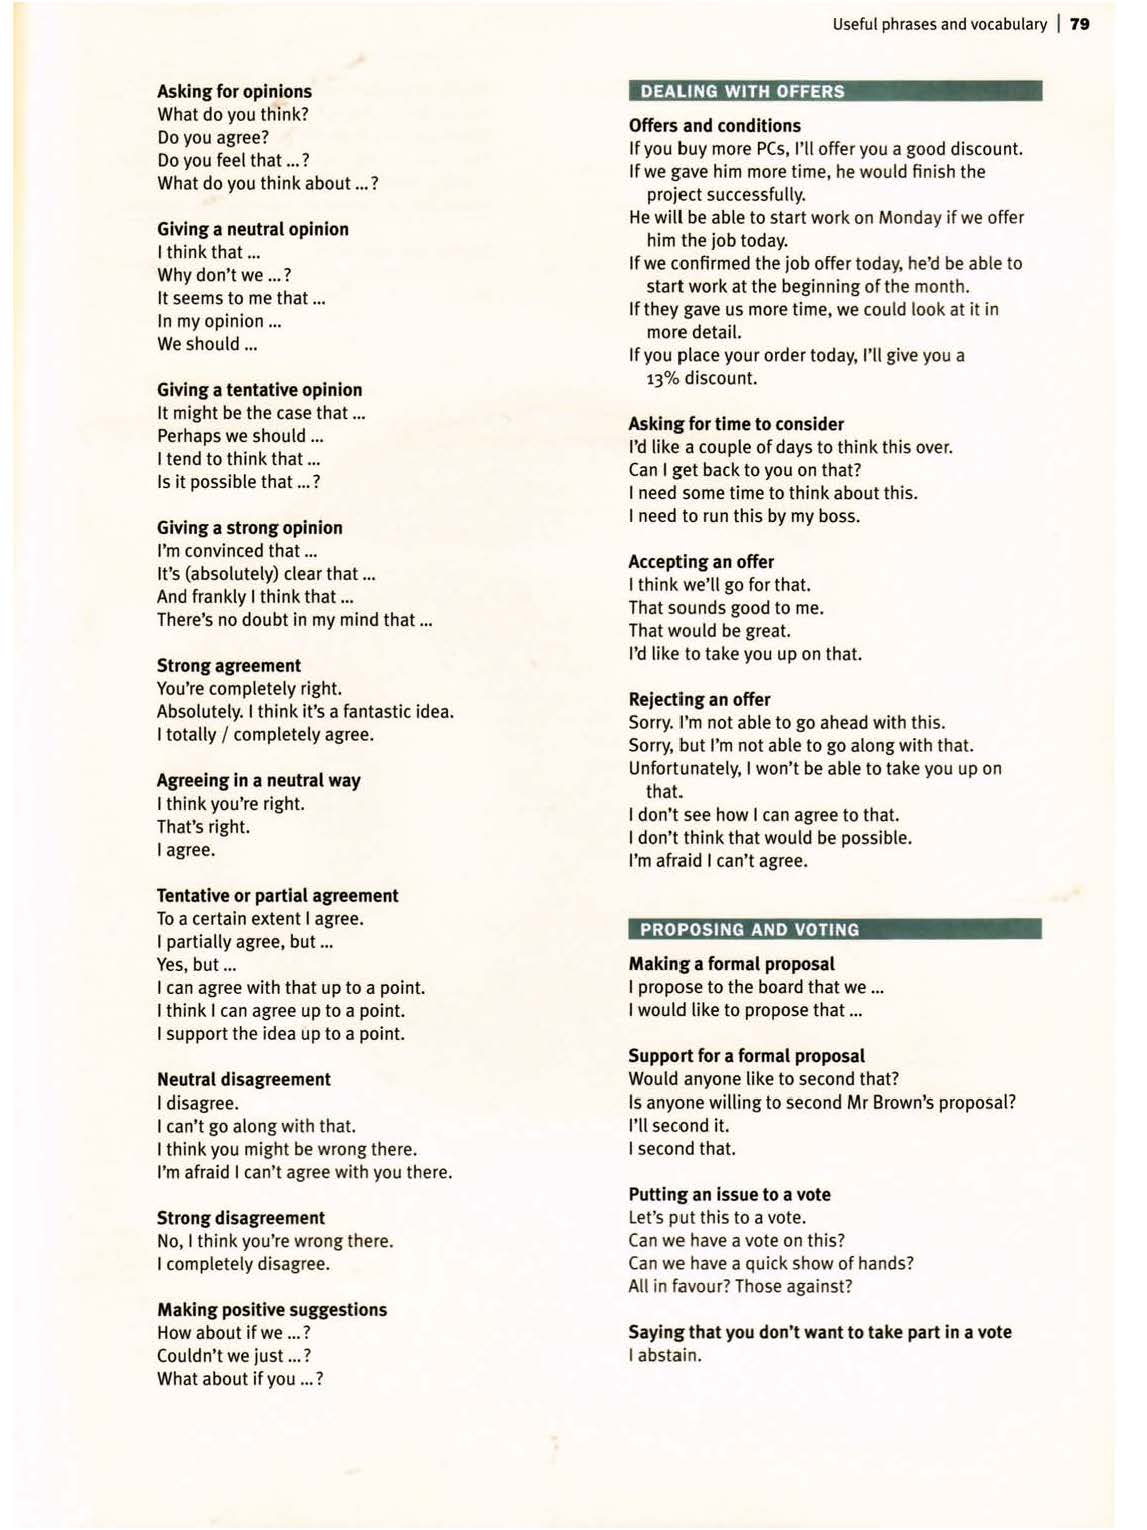 Useful phrases and vocabulary | 79
Asking for opinions
What do you think?
Do you agree?
Do you feel that ... ?
What do you think about ... ?
Giving a neutral opinion
I think that ...
Why don't we ... ?
It seems to me that ...
In my opinion ...
We should ...
Giving a tentative opinion
It might be the case that ...
Perhaps we should ...
I tend to think that ...
Is it possible that ... ?
Giving a strong opinion
I'm convinced that ...
It's (absolutely) clear that ...
And frankly I think that ...
There's no doubt in my mind that ...
Strong agreement
You're completely right.
Absolutely. I think it's a fantastic idea.
I totally / completely agree.
Agreeing in a neutral way
I think you're right.
That's right.
I agree.
Tentative or partial agreement
To a certain extent I agree.
I partially agree, but ...
Yes, but ...
I can agree with that up to a point.
I think I can agree up to a point.
I support the idea up to a point.
Neutral disagreement
I disagree.
I can't go along with that.
I think you might be wrong there.
I'm afraid I can't agree with you there.
Strong disagreement
No, I think you're wrong there.
I completely disagree.
Making positive suggestions
How about if we ... ?
Couldn't we just ... ?
What about if you ... ?
DEALING WITH OFFERS
Offers and conditions
If you buy more PCs, I'll offer you a good discount.
If we gave him more time, he would finish the
project successfully.
He will be able to start work on Monday if we offer
him the job today.
If we confirmed the job offer today, he'd be able to
start work at the beginning of the month.
If they gave us more time, we could look at it in
more detail.
If you place your order today, I'll give you a
13% discount.
Asking for time to consider
I'd like a couple of days to think this over.
Can I get back to you on that?
I need some time to think about this.
I need to run this by my boss.
Accepting an offer
I think we'll go for that.
That sounds good to me.
That would be great.
I'd like to take you up on that.
Rejecting an offer
Sorry. I'm not able to go ahead with this.
Sorry, but I'm not able to go along with that.
Unfortunately, I won't be able to take you up on
that.
I don't see how I can agree to that.
I don't think that would be possible.
I'm afraid I can't agree.
PROPOSING AND VOTING
Making a formal proposal
I propose to the board that we ...
I would like to propose that ...
Support for a formal proposal
Would anyone like to second that?
Is anyone willing to second Mr Brown's proposal?
I'll second it.
I second that.
Putting an issue to a vote
Let's put this to a vote.
Can we have a vote on this?
Can we have a quick show of hands?
All in favour? Those against?
Saying that you don't want to take part in a vote
I abstain.